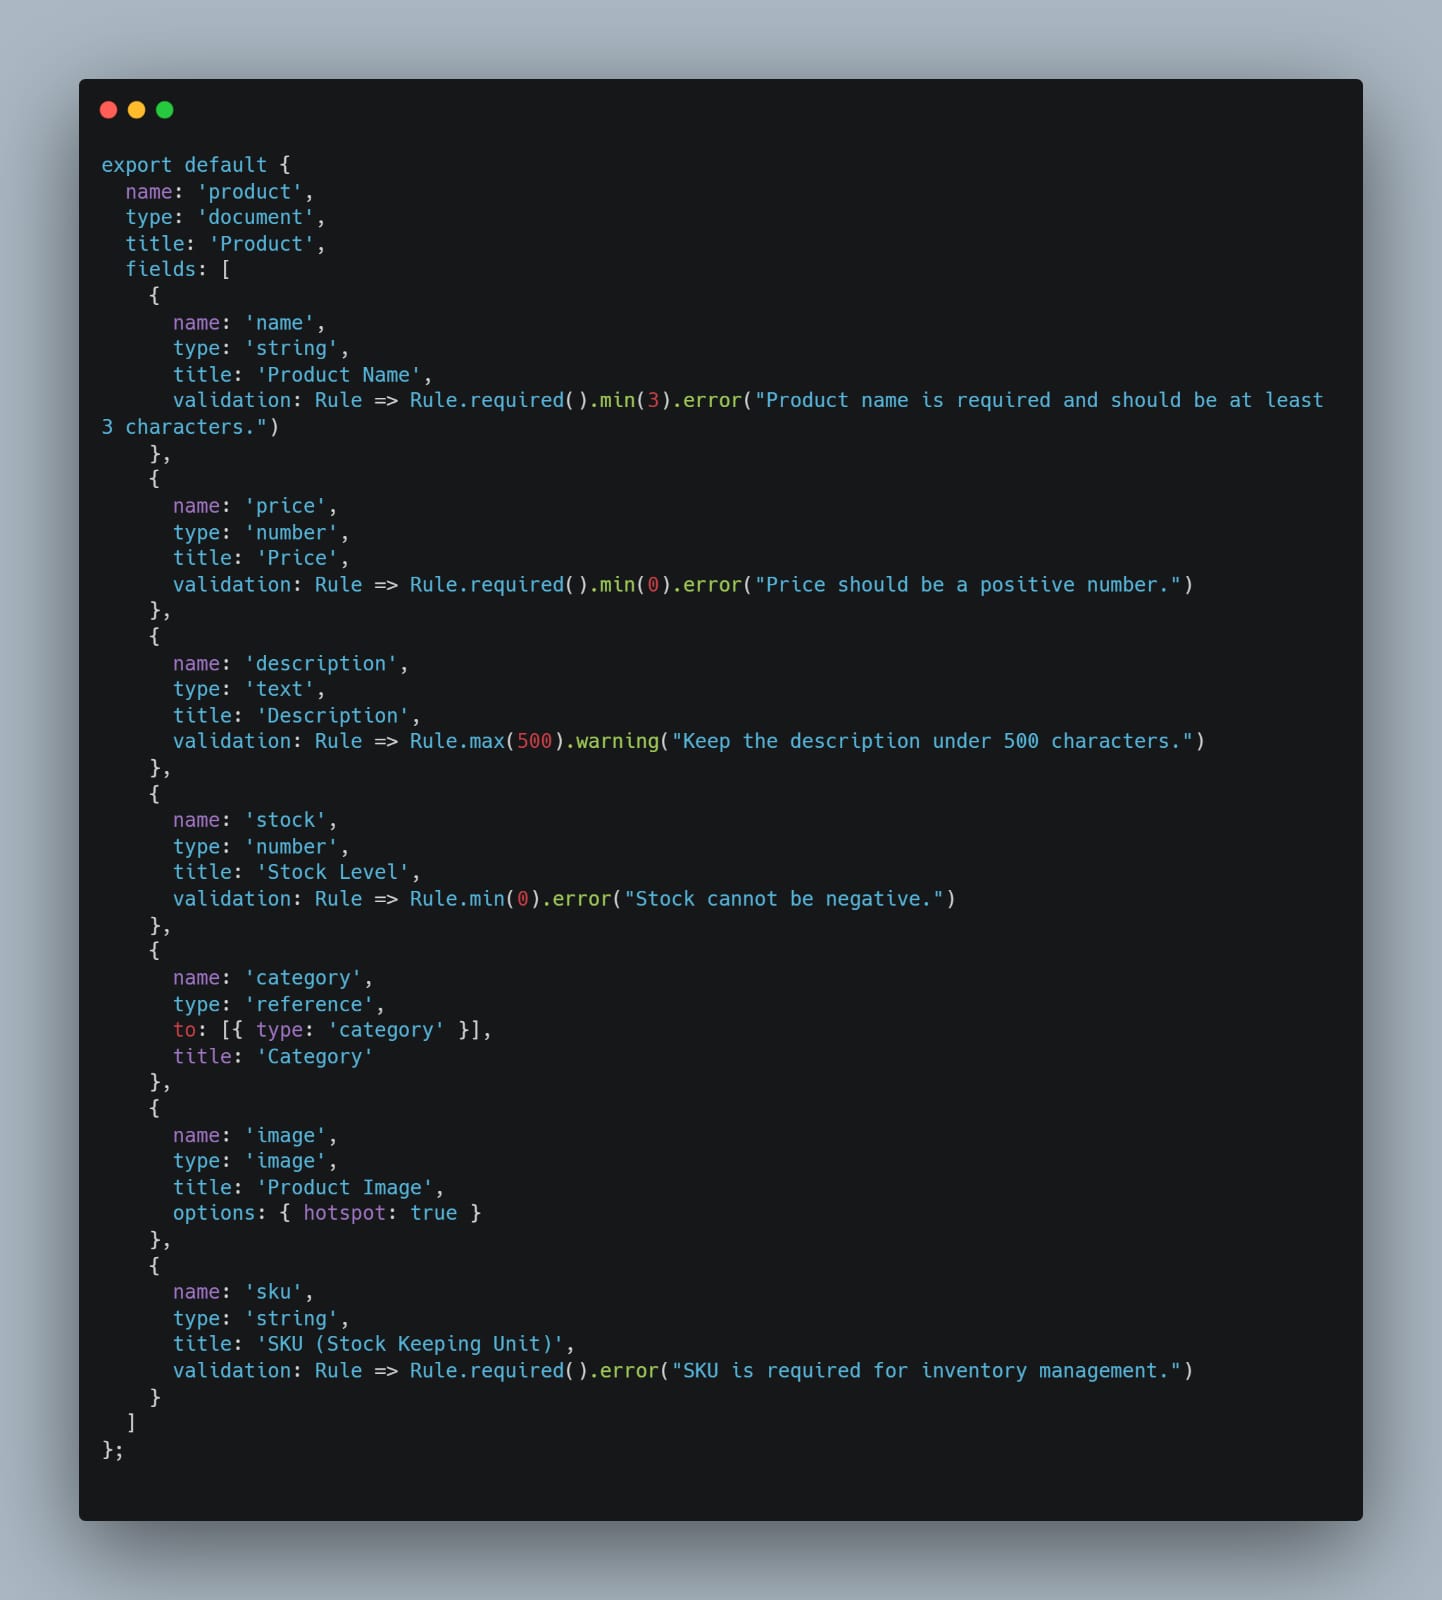 export default {
  name: 'product',
  type: 'document',
  title: 'Product',
  fields: [
    {
      name: 'name',
      type: 'string',
      title: 'Product Name',
      validation: Rule => Rule.required().min(3).error("Product name is required and should be at least
3 characters.")
    },
    {
      name: 'price',
      type: 'number',
      title: 'Price',
      validation: Rule => Rule.required().min(0).error("Price should be a positive number.")
    },
    {
      name: 'description',
      type: 'text',
      title: 'Description',
      validation: Rule => Rule.max(500).warning("Keep the description under 500 characters.")
    },
    {
      name: 'stock',
      type: 'number',
      title: 'Stock Level',
      validation: Rule => Rule.min(0).error("Stock cannot be negative.")
    },
    {
      name: 'category',
      type: 'reference',
      to: [{ type: 'category' }],
      title: 'Category'
    },
    {
      name: 'image',
      type: 'image',
      title: 'Product Image',
      options: { hotspot: true }
    },
    {
      name: 'sku',
      type: 'string',
      title: 'SKU (Stock Keeping Unit)',
      validation: Rule => Rule.required().error("SKU is required for inventory management.")
    }
  ]
};